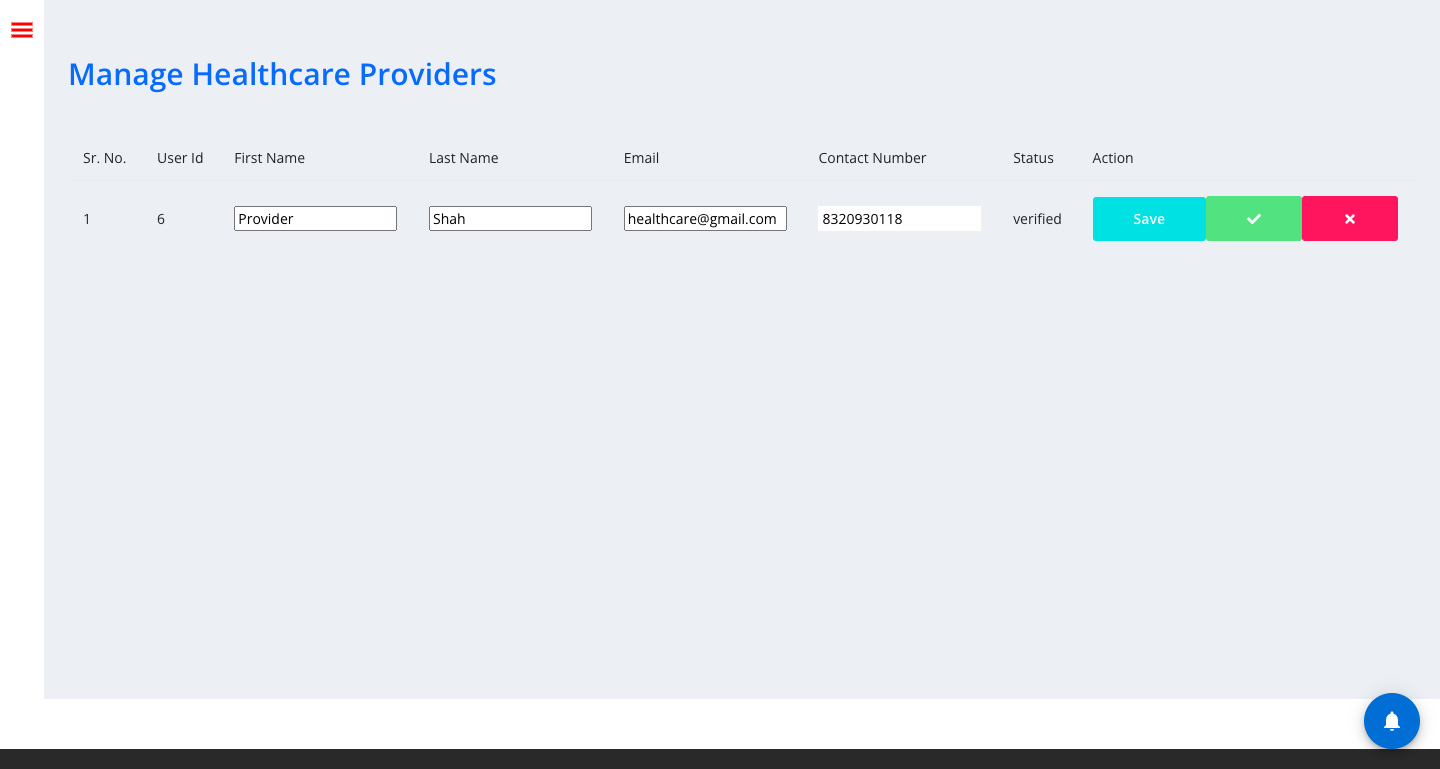 Manage Healthcare Providers
Sr. No. User Id First Name Last Name Email Contact Number Status Action
1 6 Provider Shah healthcare@gmail.com 8320930118 verified Save